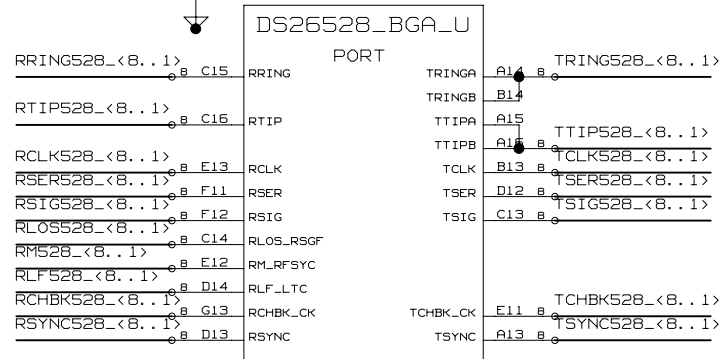 DS26528_BGA_U
PORT
RRING528_<8..1> 8 C15 RRING TRINGA A14 8 TRING528_<8..1>
TRINGB B14
RTIP528_<8..1> 8 C16 RTIP TTIPA A15
TTIPB A16 8 TTIP528_<8..1>
RCLK528_<8..1> 8 E13 RCLK TCLK B13 8 TCLK528_<8..1>
RSER528_<8..1> 8 F11 RSER TSER D12 8 TSER528_<8..1>
RSIG528_<8..1> 8 F12 RSIG TSIG C13 8 TSIG528_<8..1>
RLOS528_<8..1> 8 C14 RLOS_RSGF
RM528_<8..1> 8 E12 RM_RFSYC
RLF528_<8..1> 8 D14 RLF_LTC
RCHBK528_<8..1> 8 G13 RCHBK_CK TCHBK_CK E11 8 TCHBK528_<8..1>
RSYNC528_<8..1> 8 D13 RSYNC TSYNC A13 8 TSYNC528_<8..1>